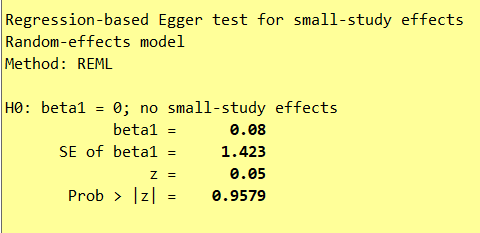 Regression-based Egger test for small-study effects
Random-effects model
Method: REML
H0: beta1 = 0; no small-study effects
beta1 = 0.08
SE of beta1 = 1.423
z = 0.05
Prob > |z| = 0.9579